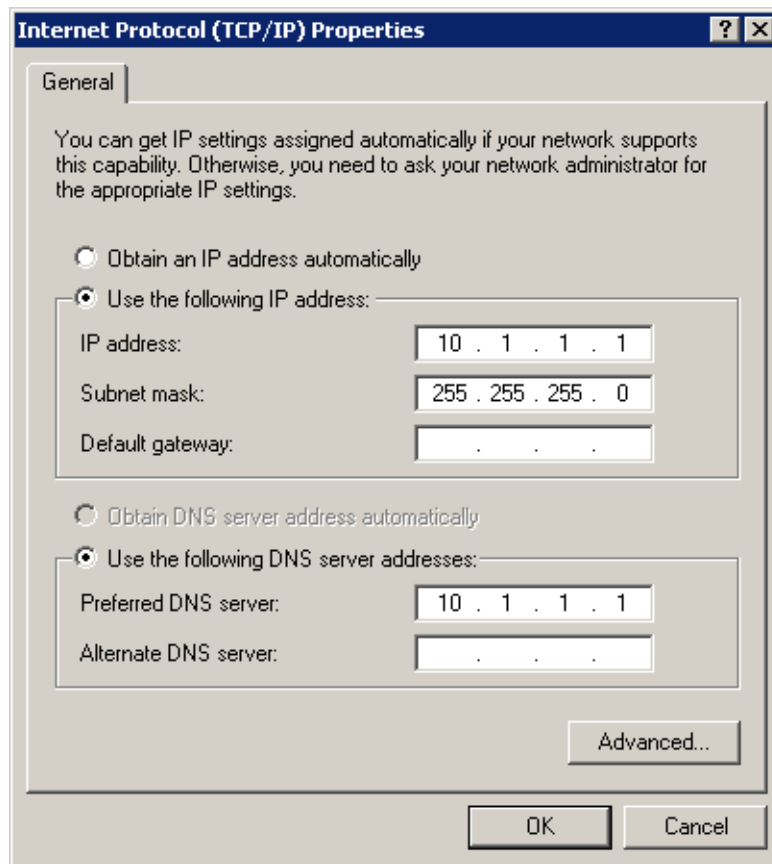 Internet Protocol (TCP/IP) Properties
General
You can get IP settings assigned automatically if your network supports
this capability. Otherwise, you need to ask your network administrator for
the appropriate IP settings.
Obtain an IP address automatically
Use the following IP address:
IP address: 10 . 1 . 1 . 1
Subnet mask: 255 . 255 . 255 . 0
Default gateway: . . .
Obtain DNS server address automatically
Use the following DNS server addresses:
Preferred DNS server: 10 . 1 . 1 . 1
Alternate DNS server: . . .
Advanced...
OK Cancel